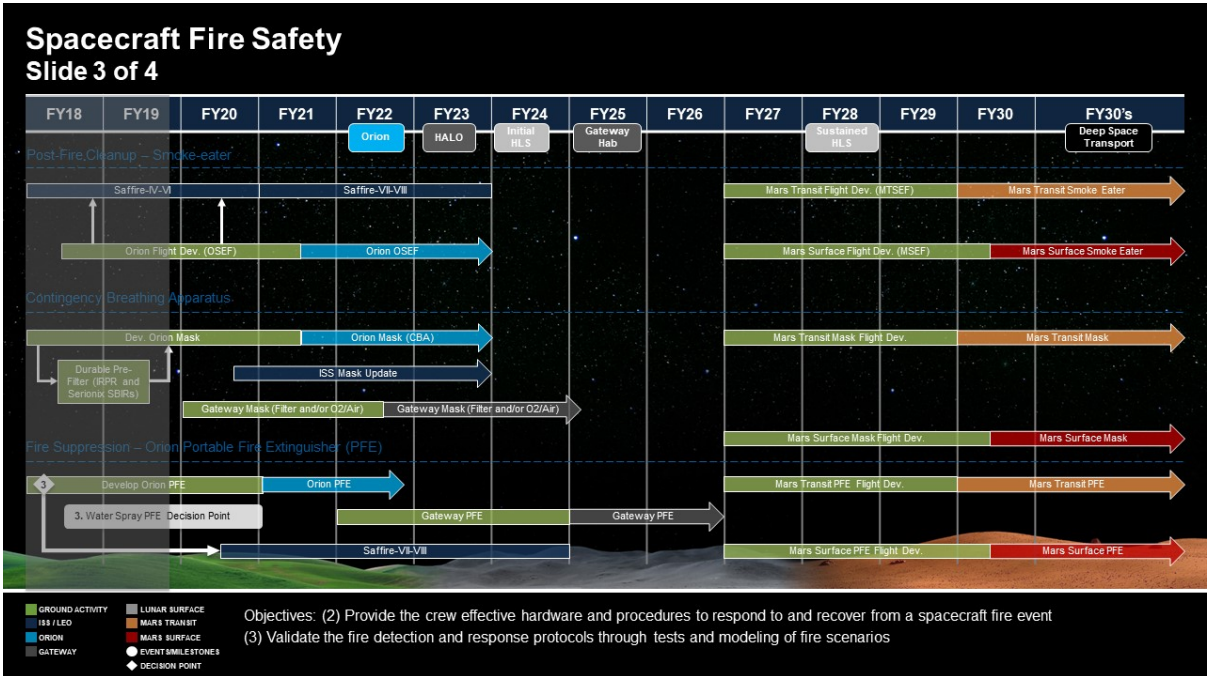 Spacecraft Fire Safety
Slide 3 of 4
FY18 FY19 FY20 FY21 FY22 FY23 FY24 FY25 FY26 FY27 FY28 FY29 FY30 FY30's
Orion
HALO
Initial
HLS
Gateway
Hab
Sustained
HLS
Deep Space
Transport
Post-Fire Cleanup – Smoke-eater
Saffire-IV-VI
Saffire-VII-VIII
Mars Transit Flight Dev. (MTSEF)
Mars Transit Smoke Eater
Orion Flight Dev. (OSEF)
Orion OSEF
Mars Surface Flight Dev. (MSEF)
Mars Surface Smoke Eater
Contingency Breathing Apparatus
Dev. Orion Mask
Orion Mask (CBA)
Mars Transit Mask Flight Dev.
Mars Transit Mask
Durable Pre-
Filter (IRPR and
Serionix SBIRs)
ISS Mask Update
Gateway Mask (Filter and/or O2/Air)
Gateway Mask (Filter and/or O2/Air)
Mars Surface Mask Flight Dev.
Mars Surface Mask
Fire Suppression – Orion Portable Fire Extinguisher (PFE)
3
Develop Orion PFE
Orion PFE
Mars Transit PFE Flight Dev.
Mars Transit PFE
3. Water Spray PFE Decision Point
Gateway PFE
Gateway PFE
Saffire-VII-VIII
Mars Surface PFE Flight Dev.
Mars Surface PFE
GROUND ACTIVITY
ISS / LEO
ORION
GATEWAY
LUNAR SURFACE
MARS TRANSIT
MARS SURFACE
EVENTS/MILESTONES
DECISION POINT
Objectives: (2) Provide the crew effective hardware and procedures to respond to and recover from a spacecraft fire event
(3) Validate the fire detection and response protocols through tests and modeling of fire scenarios